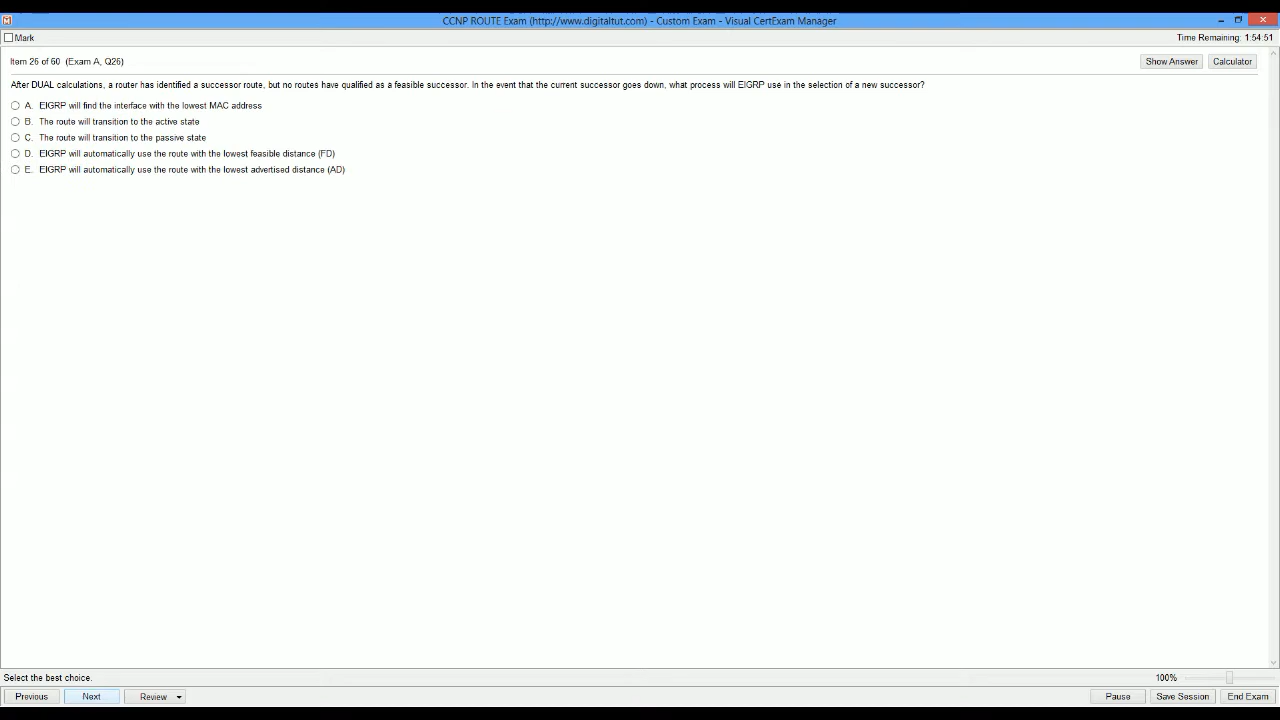 CCNP ROUTE Exam (http://www.digitaltut.com) - Custom Exam - Visual CertExam Manager
Mark
Time Remaining: 1:54:51
Item 26 of 60 (Exam A, Q26)
Show Answer
Calculator
After DUAL calculations, a router has identified a successor route, but no routes have qualified as a feasible successor. In the event that the current successor goes down, what process will EIGRP use in the selection of a new successor?
A. EIGRP will find the interface with the lowest MAC address
B. The route will transition to the active state
C. The route will transition to the passive state
D. EIGRP will automatically use the route with the lowest feasible distance (FD)
E. EIGRP will automatically use the route with the lowest advertised distance (AD)
Select the best choice.
100%
Previous
Next
Review
Pause
Save Session
End Exam